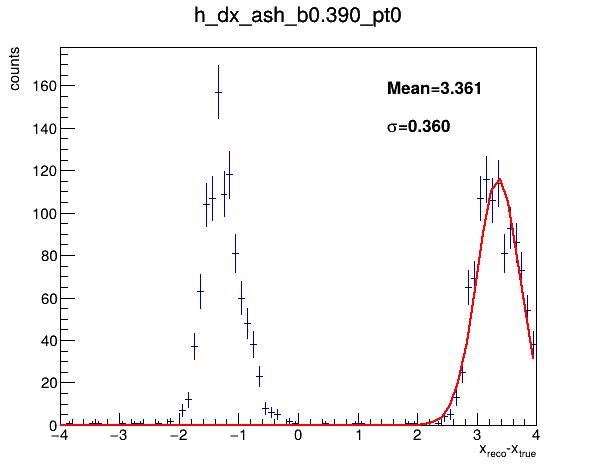 h_dx_ash_b0.390_pt0
counts
160
140
120
100
80
60
40
20
0
Mean=3.361
σ=0.360
−4 −3 −2 −1 0 1 2 3 4
x_reco-x_true